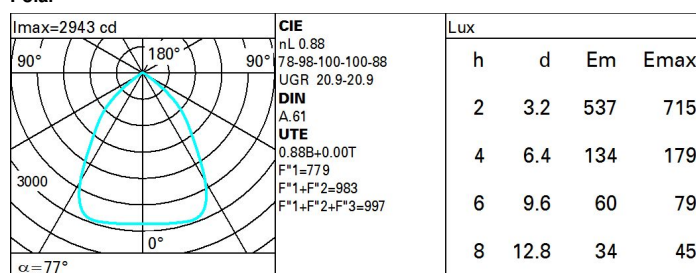 Imax=2943 cd
90°
180°
90°
3000
0°
α=77°
CIE
nL 0.88
78-98-100-100-88
UGR 20.9-20.9
DIN
A.61
UTE
0.88B+0.00T
F"1=779
F"1+F"2=983
F"1+F"2+F"3=997
Lux
h d Em Emax
2 3.2 537 715
4 6.4 134 179
6 9.6 60 79
8 12.8 34 45